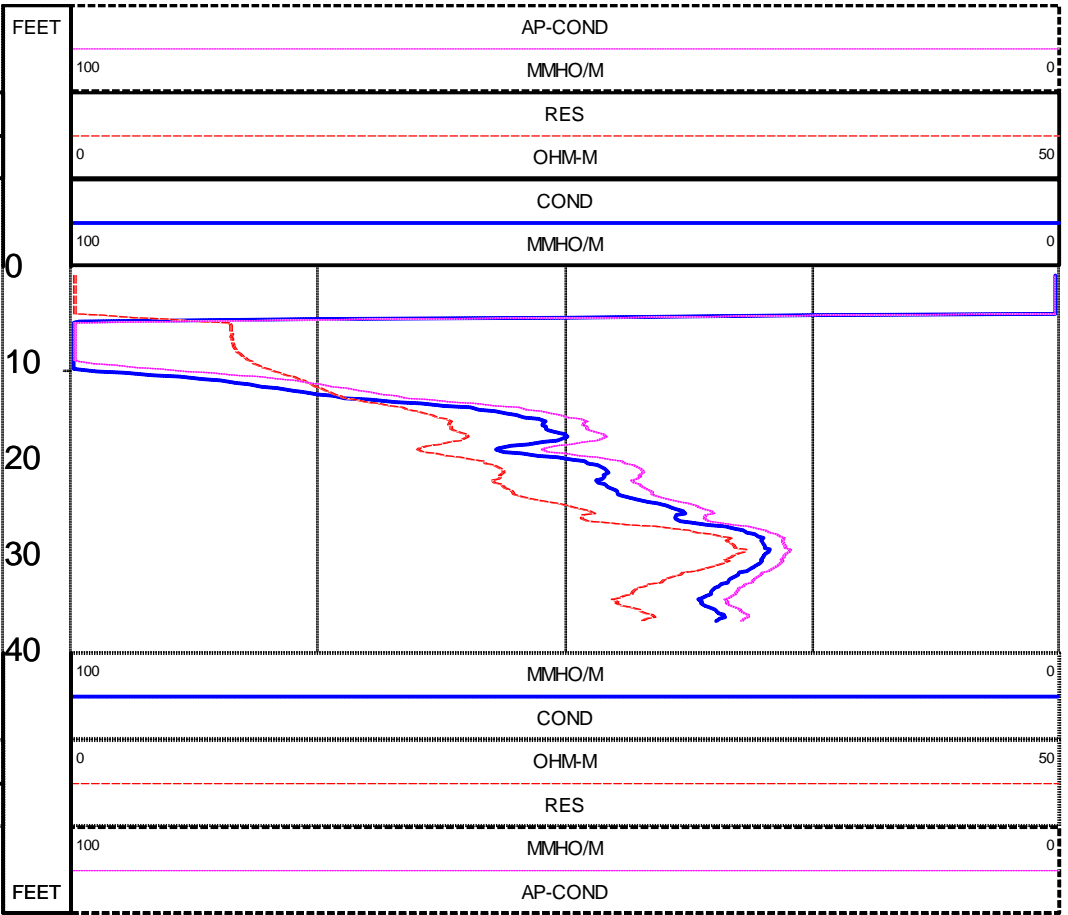 FEET
AP-COND
100 MMHO/M 0
RES
0 OHM-M 50
COND
100 MMHO/M 0
0
10
20
30
40
100 MMHO/M 0
COND
0 OHM-M 50
RES
100 MMHO/M 0
FEET AP-COND